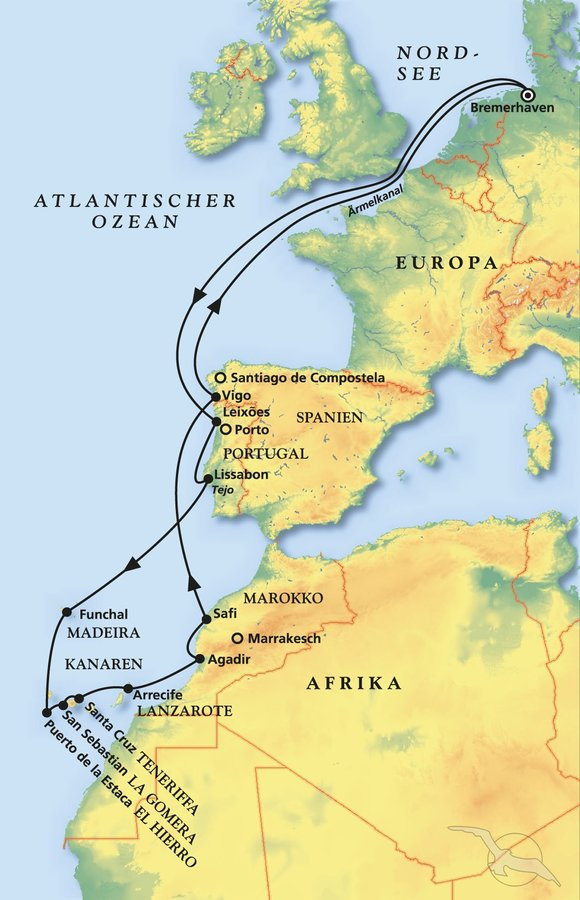 NORD-
SEE
Bremerhaven
ATLANTISCHER
OZEAN
Ärmelkanal
EUROPA
Santiago de Compostela
Vigo
Leixões
SPANIEN
Porto
PORTUGAL
Lissabon
Tejo
MAROKKO
Funchal
Safi
MADEIRA
Marrakesch
KANAREN
Agadir
AFRIKA
Arrecife
LANZAROTE
Santa Cruz TENERIFFA
San Sebastian LA GOMERA
Puerto de la Estaca EL HIERRO